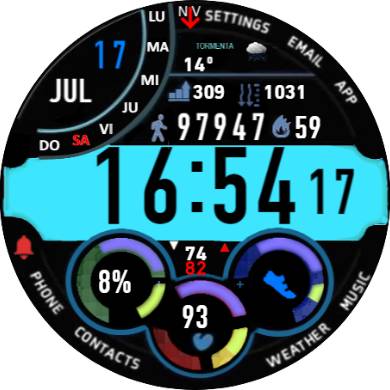 LU
MA
MI
JU
VI
SA
DO
17
JUL
SETTINGS
EMAIL
APP
TORMENTA
14°
309
1031
97947
59
16:54
17
74
82
8%
93
PHONE
CONTACTS
WEATHER
MUSIC